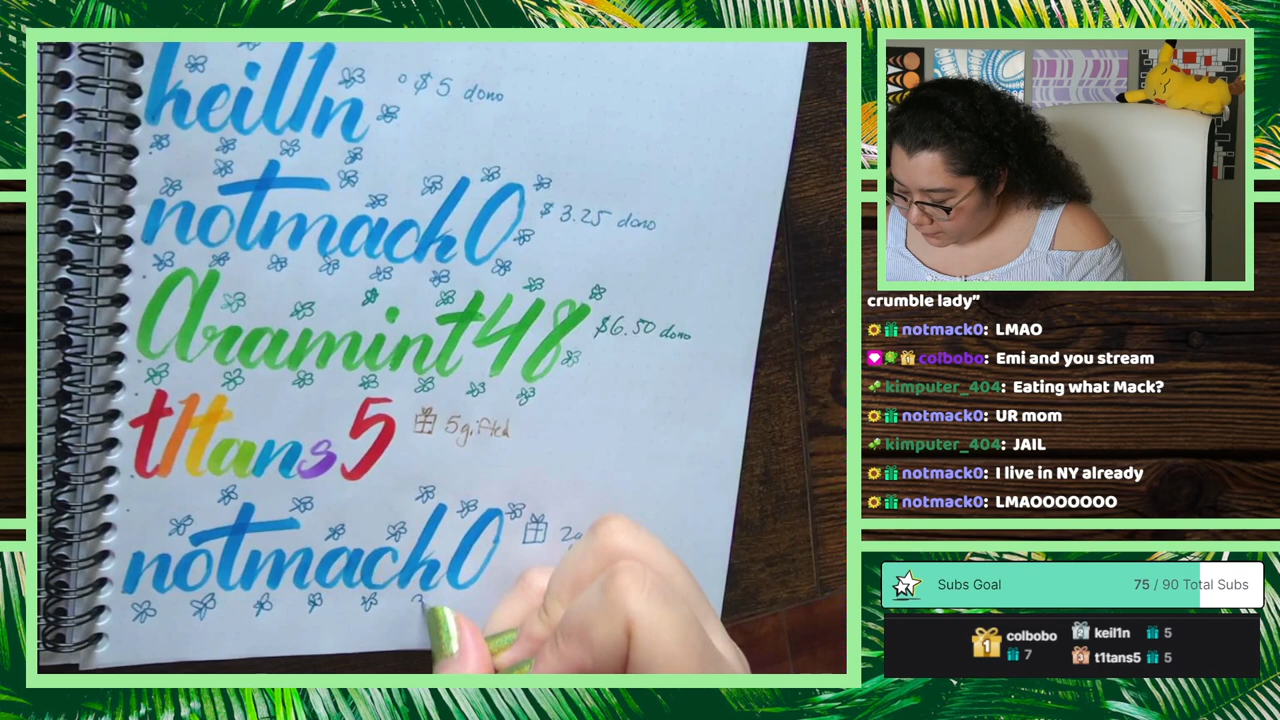 keil1n
$5 dono
notmack0
$3.25 dono
Aramint48
$6.50 dono
t1tans5
5 gifted
notmack0
crumble lady”
notmack0: LMAO
colbobo: Emi and you stream
kimputer_404: Eating what Mack?
notmack0: UR mom
kimputer_404: JAIL
notmack0: I live in NY already
notmack0: LMAOOOOOOO
Subs Goal 75 / 90 Total Subs
1 colbobo 7
2 keil1n 5
3 t1tans5 5